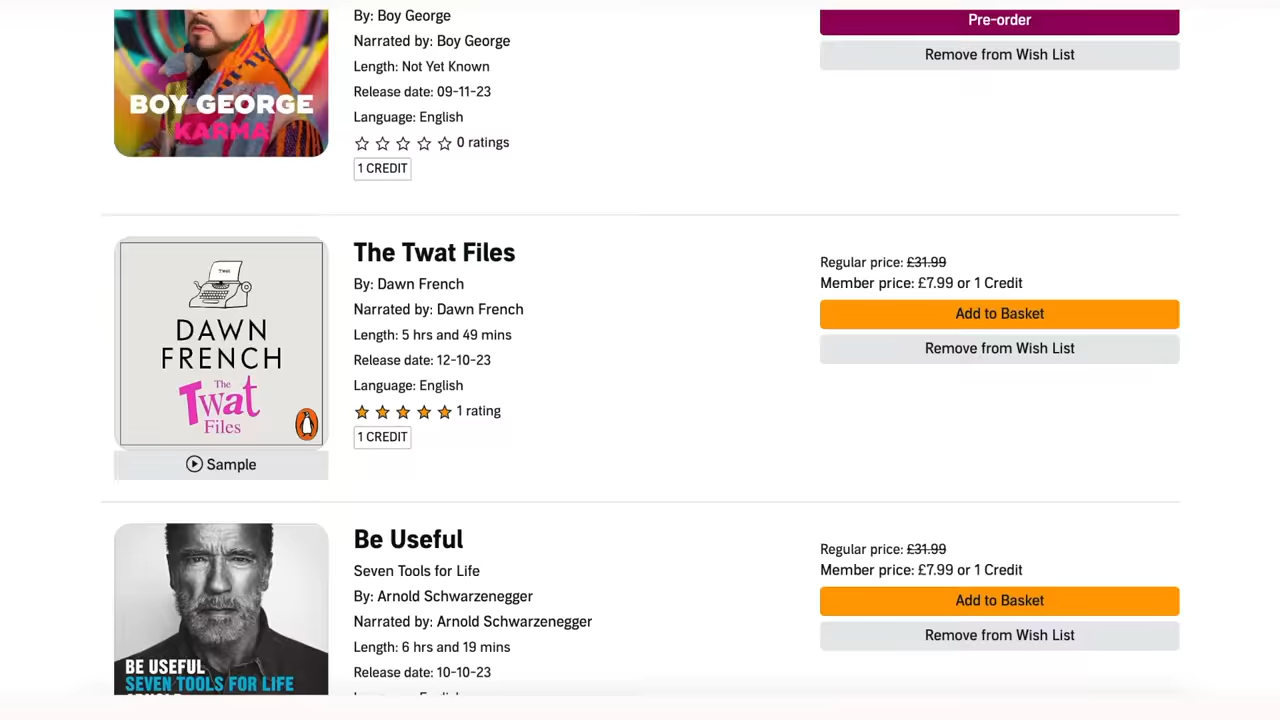 By: Boy George
Narrated by: Boy George
Length: Not Yet Known
Release date: 09-11-23
Language: English
0 ratings
1 CREDIT
BOY GEORGE
KARMA
Pre-order
Remove from Wish List
The Twat Files
By: Dawn French
Narrated by: Dawn French
Length: 5 hrs and 49 mins
Release date: 12-10-23
Language: English
1 rating
1 CREDIT
Twat
DAWN
FRENCH
The
Twat
Files
Sample
Regular price: £31.99
Member price: £7.99 or 1 Credit
Add to Basket
Remove from Wish List
Be Useful
Seven Tools for Life
By: Arnold Schwarzenegger
Narrated by: Arnold Schwarzenegger
Length: 6 hrs and 19 mins
Release date: 10-10-23
BE USEFUL
SEVEN TOOLS FOR LIFE
Regular price: £31.99
Member price: £7.99 or 1 Credit
Add to Basket
Remove from Wish List